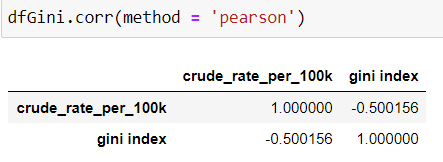 dfGini.corr(method = 'pearson')
crude_rate_per_100k gini index
crude_rate_per_100k 1.000000 -0.500156
gini index -0.500156 1.000000